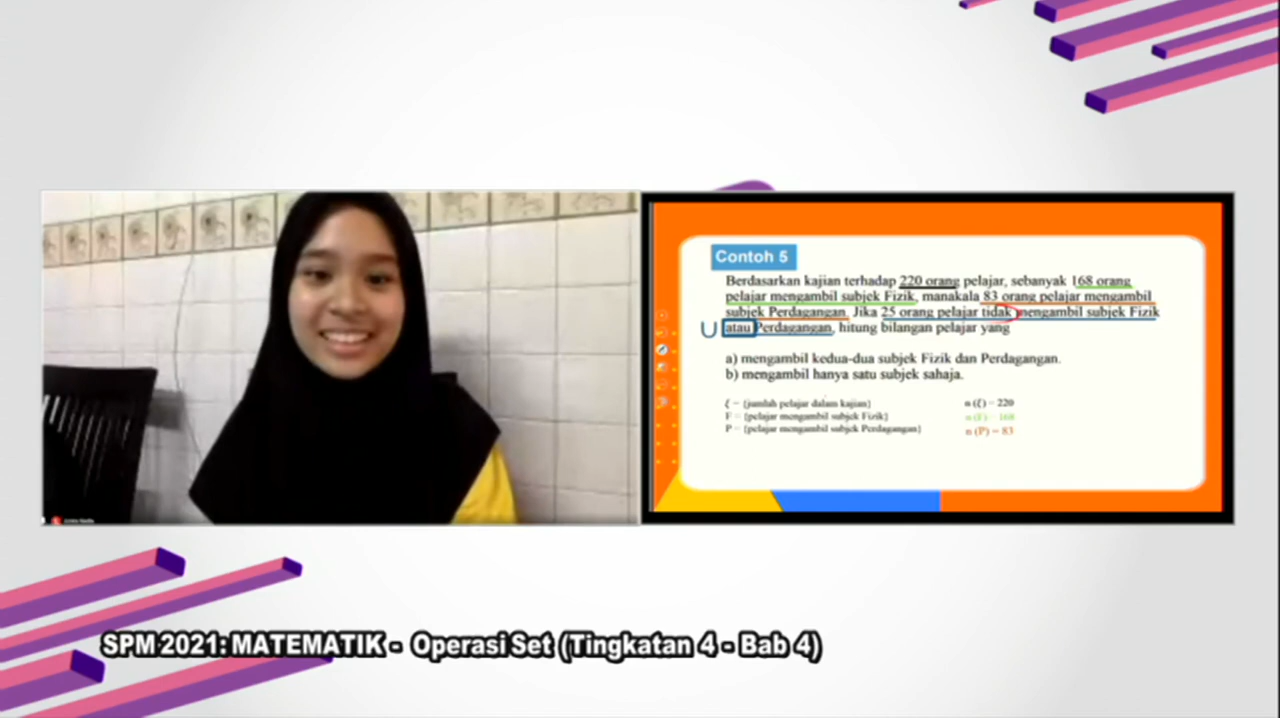 Contoh 5
Berdasarkan kajian terhadap 220 orang pelajar, sebanyak 168 orang
pelajar mengambil subjek Fizik, manakala 83 orang pelajar mengambil
subjek Perdagangan. Jika 25 orang pelajar tidak mengambil subjek Fizik
U atau Perdagangan, hitung bilangan pelajar yang
a) mengambil kedua-dua subjek Fizik dan Perdagangan.
b) mengambil hanya satu subjek sahaja.
ξ = {jumlah pelajar dalam kajian} n (ξ) = 220
F = {pelajar mengambil subjek Fizik} n (F) = 168
P = {pelajar mengambil subjek Perdagangan} n (P) = 83
SPM 2021: MATEMATIK - Operasi Set (Tingkatan 4 - Bab 4)